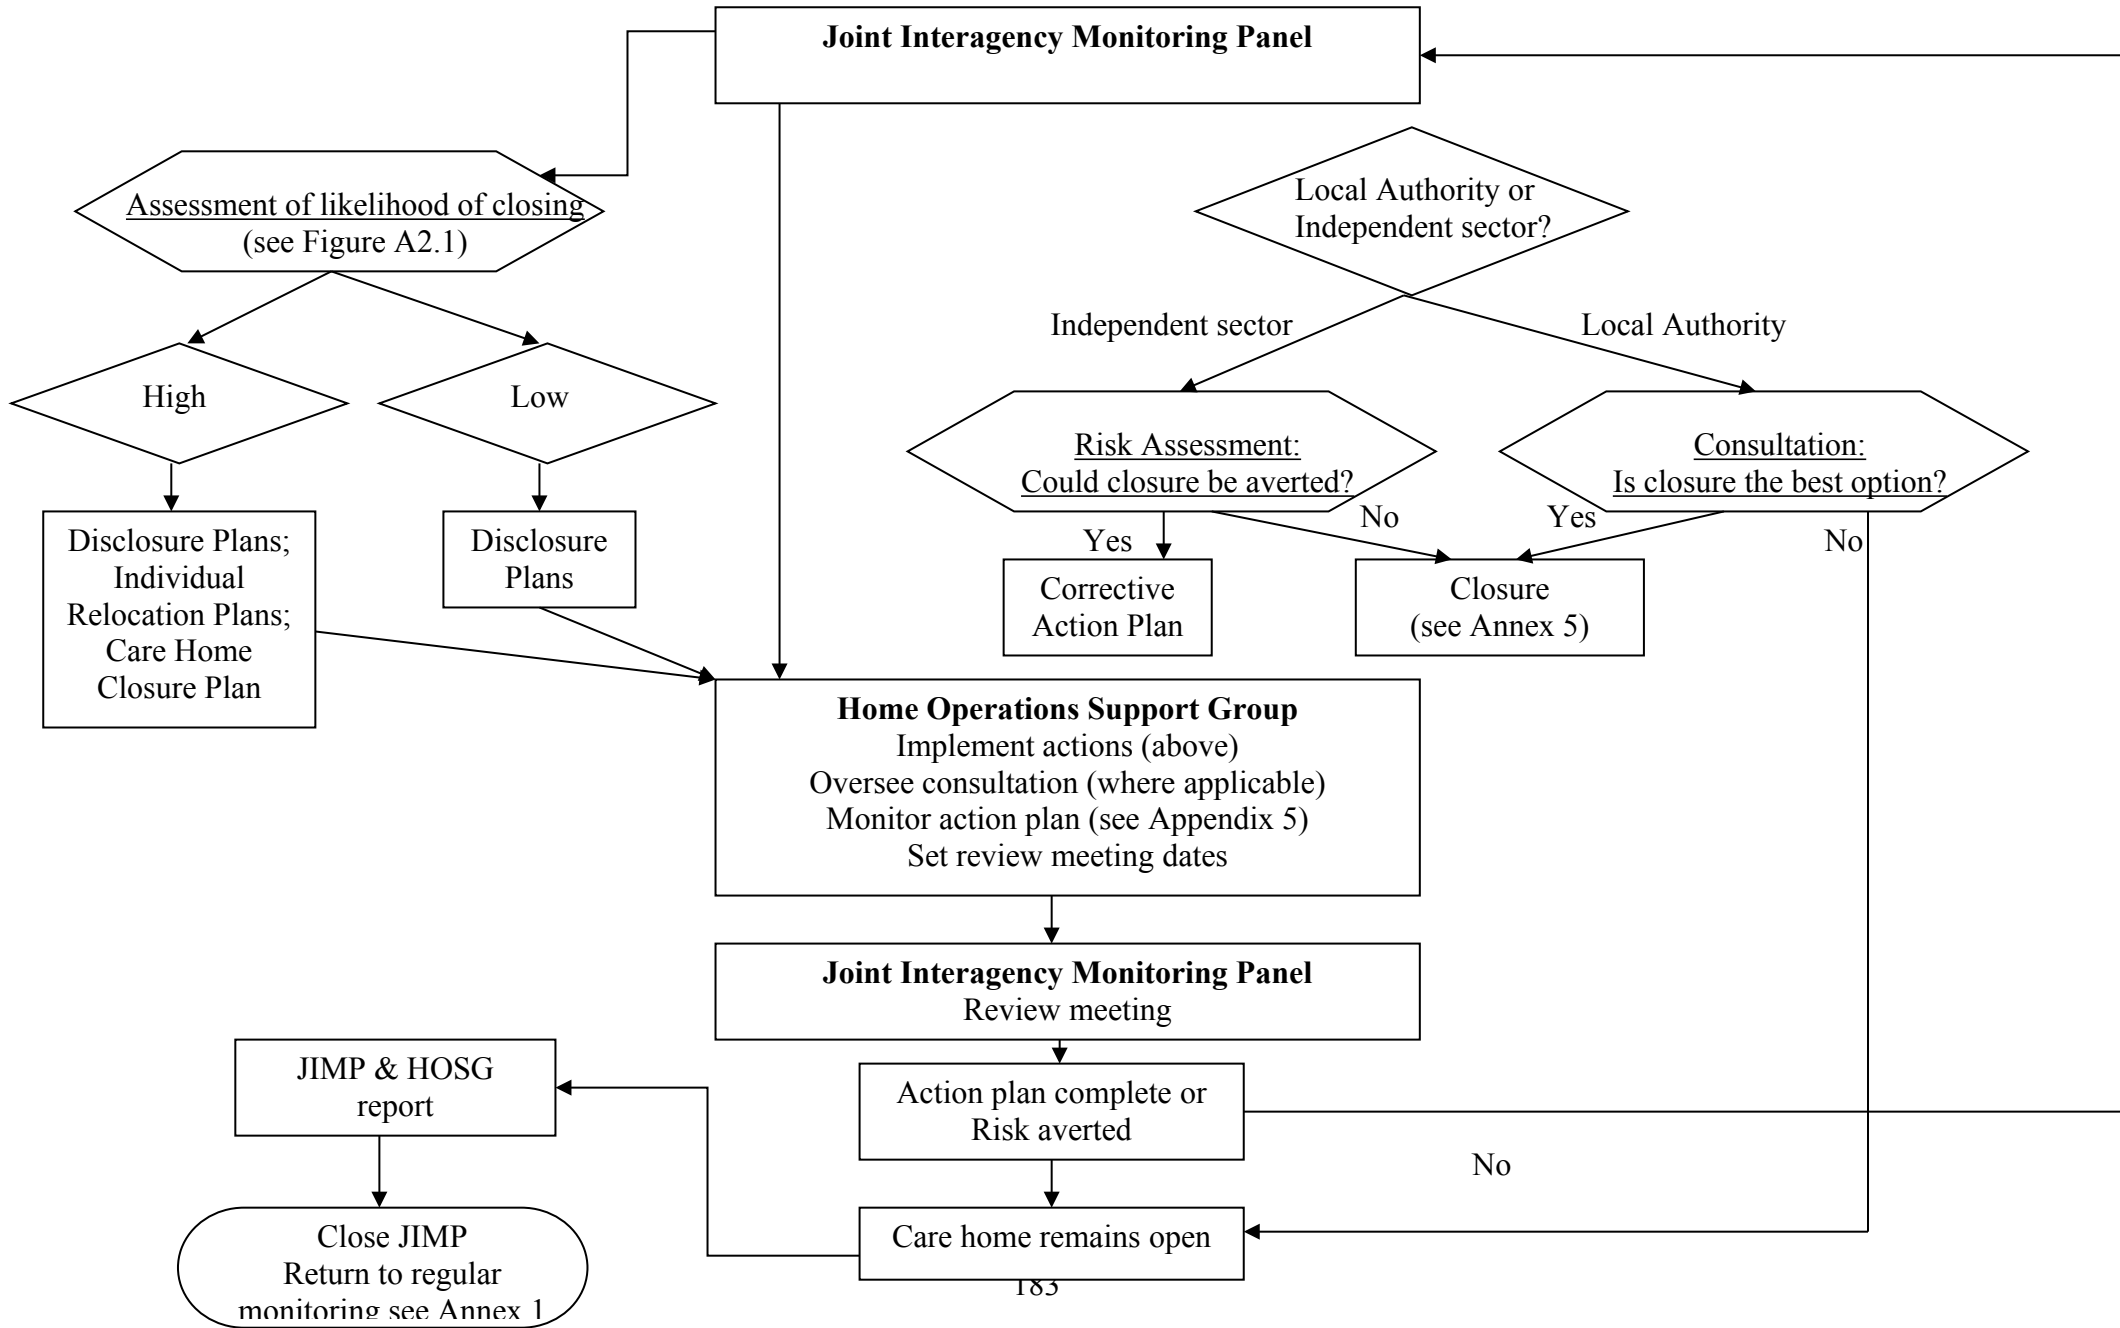 Joint Interagency Monitoring Panel
Assessment of likelihood of closing
(see Figure A2.1)
Local Authority or
Independent sector?
Independent sector
Local Authority
High
Low
Risk Assessment:
Could closure be averted?
Consultation:
Is closure the best option?
Yes
No
Yes
No
Disclosure Plans;
Individual
Relocation Plans;
Care Home
Closure Plan
Disclosure
Plans
Corrective
Action Plan
Closure
(see Annex 5)
Home Operations Support Group
Implement actions (above)
Oversee consultation (where applicable)
Monitor action plan (see Appendix 5)
Set review meeting dates
Joint Interagency Monitoring Panel
Review meeting
JIMP & HOSG
report
Action plan complete or
Risk averted
No
Care home remains open
Close JIMP
Return to regular
monitoring see Annex 1
183